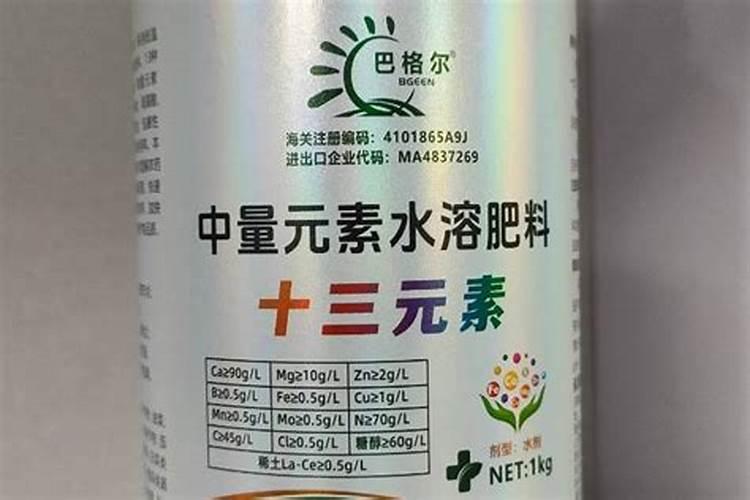 巴格尔®
BGEEN
海关注册编码：4101865A9J
进出口企业代码：MA4837269
中量元素水溶肥料
十三元素
Ca≥90g/L Mg≥10g/L Zn≥2g/L
B≥0.5g/L Fe≥0.5g/L Cu≥1g/L
Mn≥0.5g/L Mo≥0.5g/L N≥70g/L
C≥45g/L Cl≥0.5g/L 糖醇≥60g/L
稀土La-Ce≥0.5g/L
剂型：水剂
NET:1kg